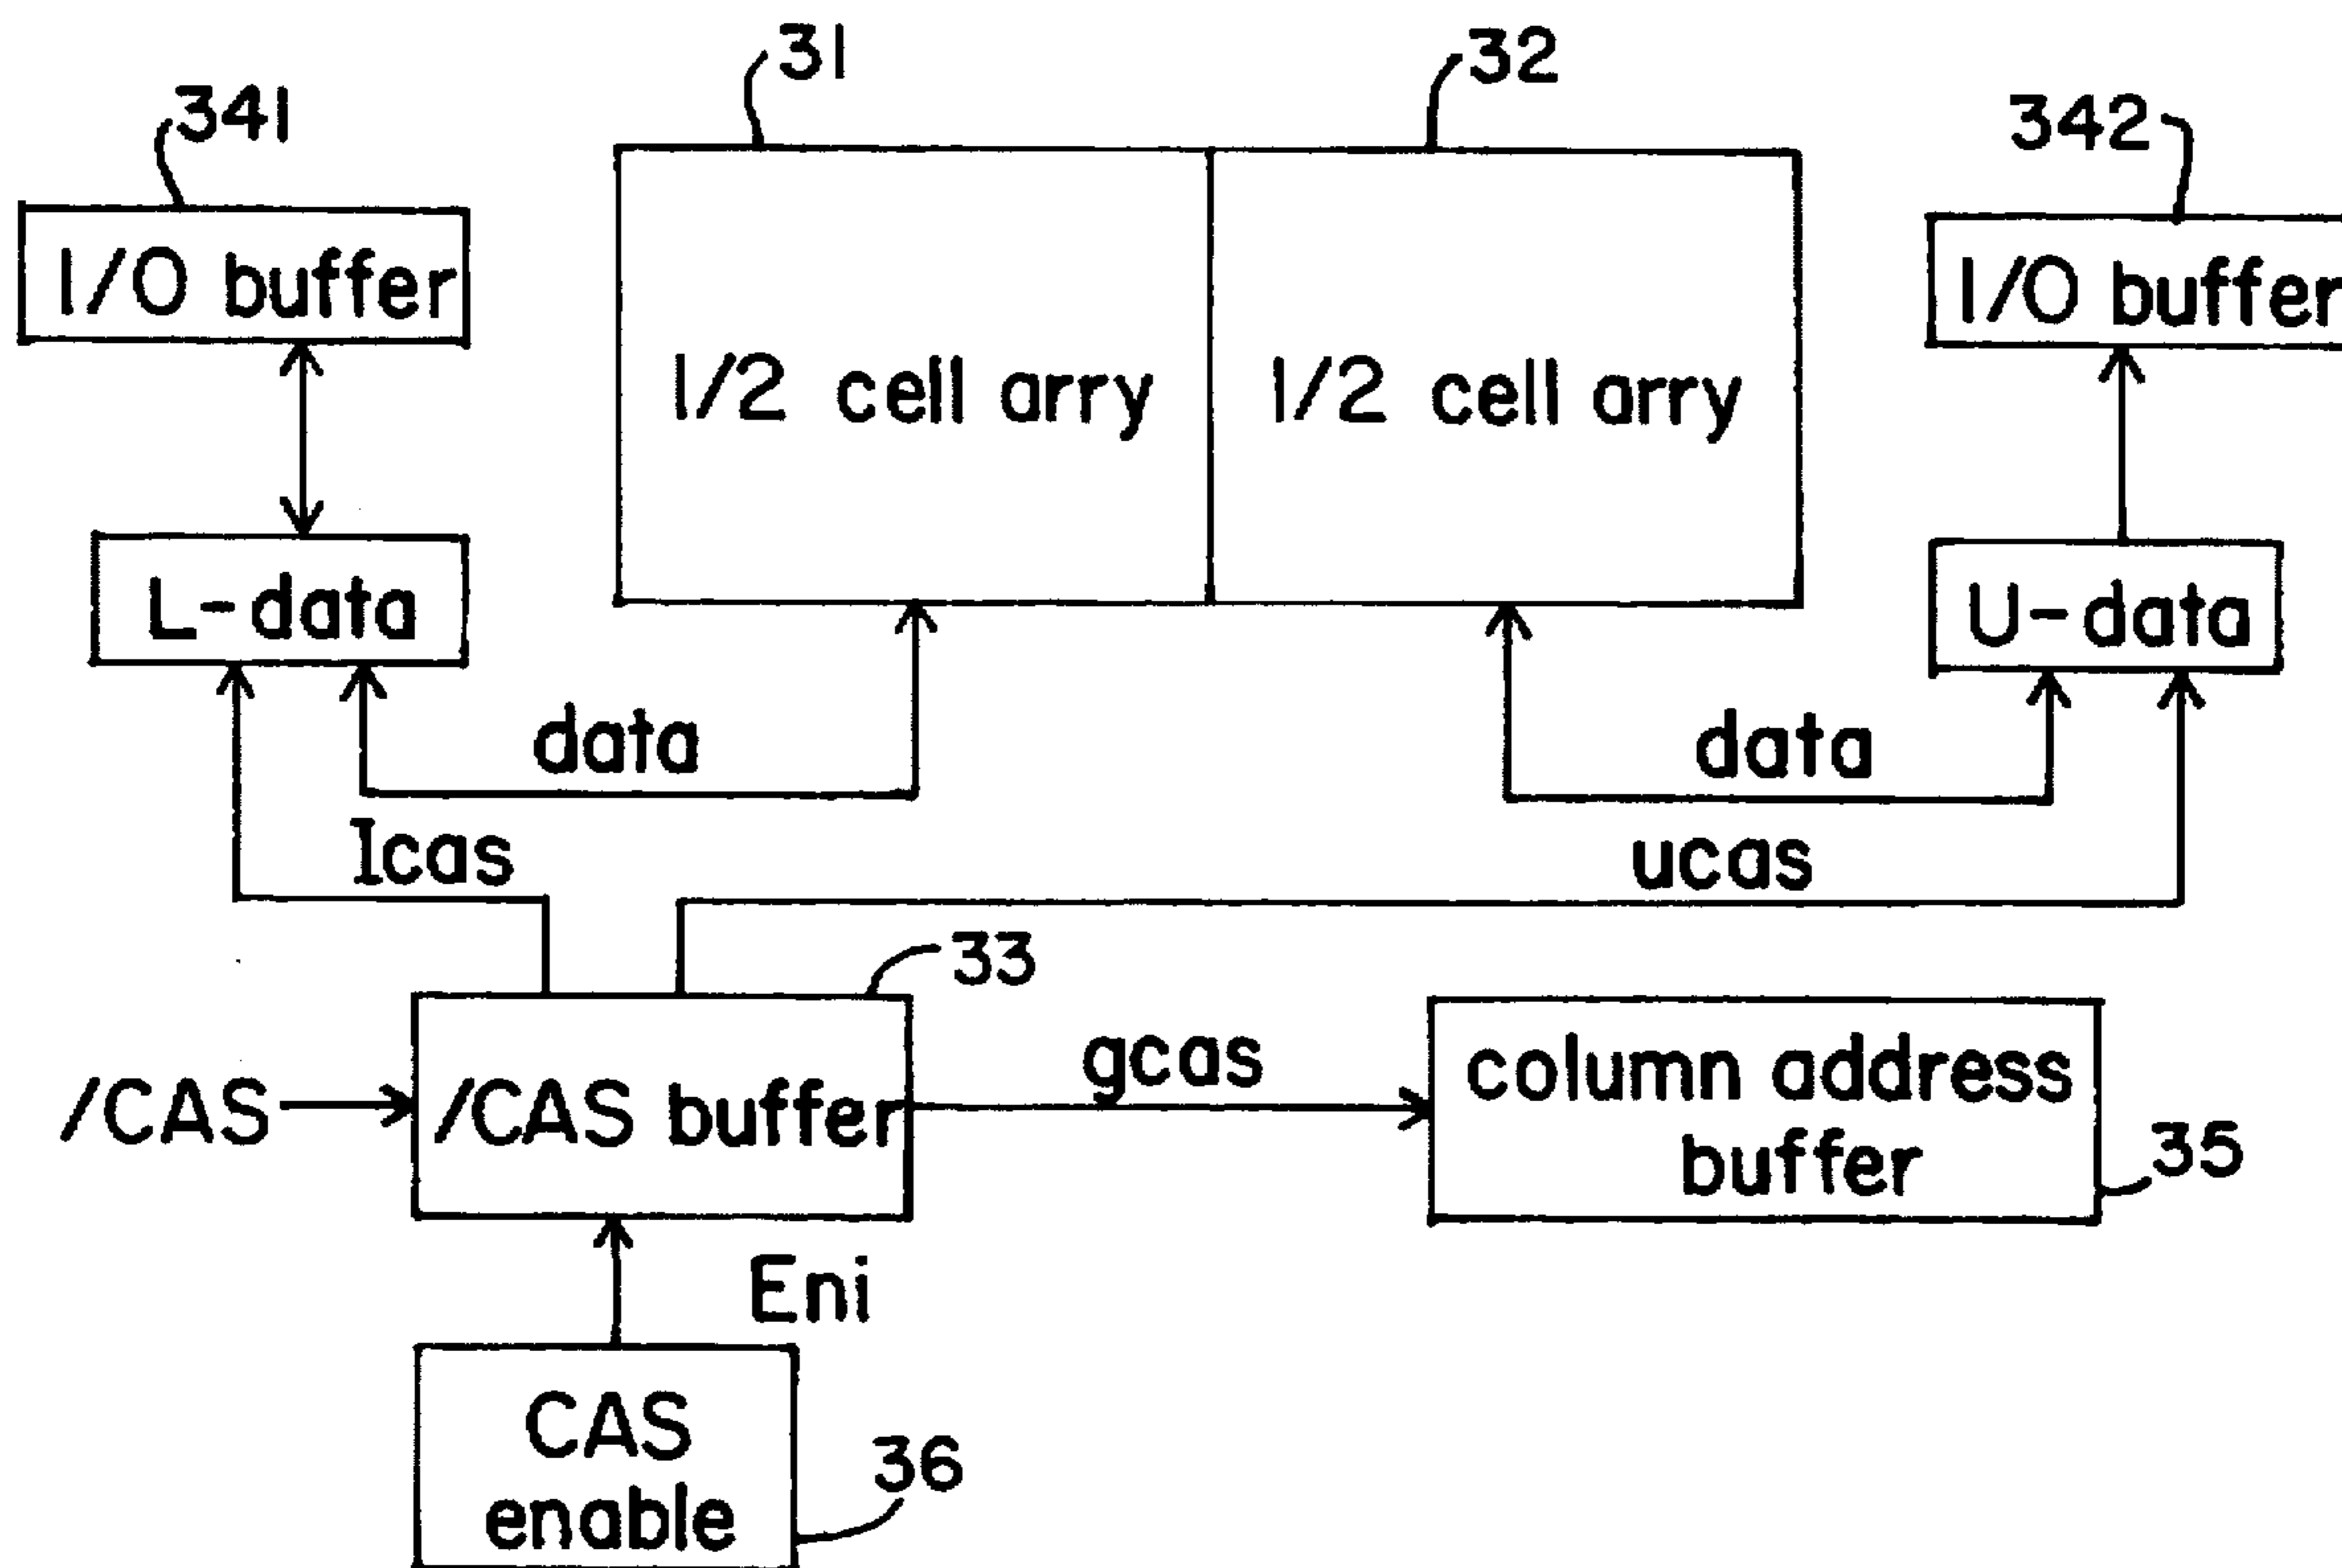 31
32
341
342
I/O buffer
1/2 cell arry
1/2 cell arry
I/O buffer
L-data
U-data
data
data
Icas
ucas
33
/CAS
/CAS buffer
gcas
column address
buffer
35
Eni
CAS
enable
36